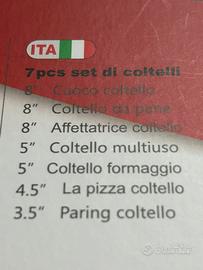 ITA
7pcs set di coltelli
8” Cuoco coltello
8” Coltello da pane
8” Affettatrice coltello
5” Coltello multiuso
5” Coltello formaggio
4.5” La pizza coltello
3.5” Paring coltello
subito